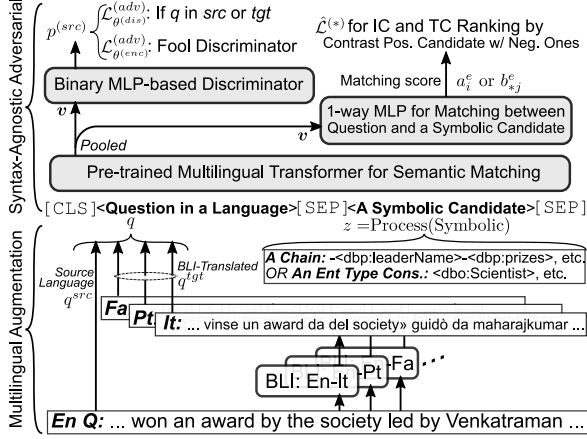 Syntax-Agnostic Adversarial
p^(src)
L_θ(dis)^(adv): If q in src or tgt
L_θ(enc)^(adv): Fool Discriminator
L̂^(*) for IC and TC Ranking by
Contrast Pos. Candidate w/ Neg. Ones
Matching score a_i^e or b_*j^e
Binary MLP-based Discriminator
1-way MLP for Matching between
Question and a Symbolic Candidate
v
Pooled
v
Pre-trained Multilingual Transformer for Semantic Matching
[CLS]<Question in a Language>[SEP]<A Symbolic Candidate>[SEP]
Multilingual Augmentation
q
z =Process(Symbolic)
Source
Language
q^src
BLI-Translated
q^tgt
A Chain: -<dbp:leaderName>-<dbp:prizes>, etc.
OR An Ent Type Cons.: <dbo:Scientist>, etc.
Fa
Pt
It: ... vinse un award da del society» guidò da maharajkumar ...
-Fa
...
-Pt
BLI: En-It
En Q: ... won an award by the society led by Venkatraman ...